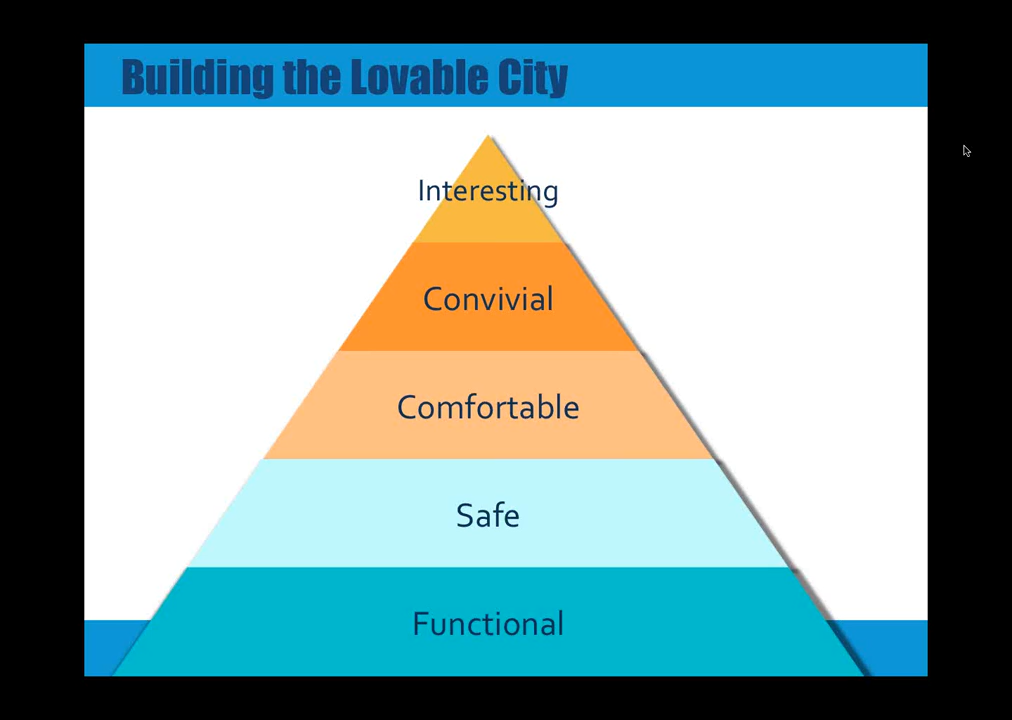 Building the Lovable City
Interesting
Convivial
Comfortable
Safe
Functional